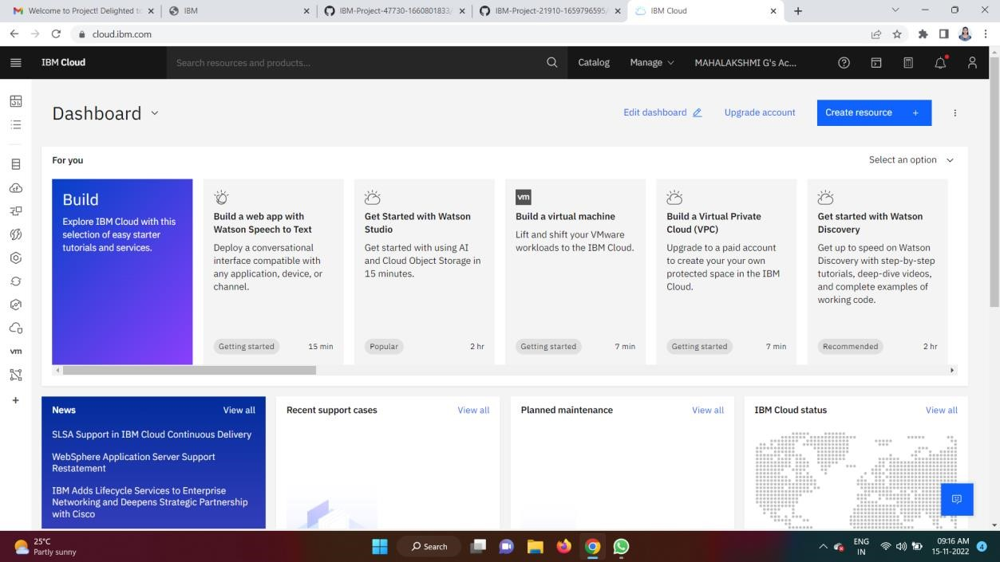 Welcome to Project! Delighted to
IBM
IBM-Project-47730-1660801833/
IBM-Project-21910-1659796595/
IBM Cloud
cloud.ibm.com
IBM Cloud
Search resources and products...
Catalog
Manage
MAHALAKSHMI G's Ac...
Dashboard
Edit dashboard
Upgrade account
Create resource +
For you
Select an option
Build
Explore IBM Cloud with this
selection of easy starter
tutorials and services.
Build a web app with
Watson Speech to Text
Deploy a conversational
interface compatible with
any application, device, or
channel.
Getting started
15 min
Get Started with Watson
Studio
Get started with using AI
and Cloud Object Storage in
15 minutes.
Popular
2 hr
vm
Build a virtual machine
Lift and shift your VMware
workloads to the IBM Cloud.
Getting started
7 min
Build a Virtual Private
Cloud (VPC)
Upgrade to a paid account
to create your your own
protected space in the IBM
Cloud.
Getting started
7 min
Get started with Watson
Discovery
Get up to speed on Watson
Discovery with step-by-step
tutorials, deep-dive videos,
and complete examples of
working code.
Recommended
2 hr
vm
News
View all
SLSA Support in IBM Cloud Continuous Delivery
WebSphere Application Server Support
Restatement
IBM Adds Lifecycle Services to Enterprise
Networking and Deepens Strategic Partnership
with Cisco
Recent support cases
View all
Planned maintenance
View all
IBM Cloud status
View all
25°C
Partly sunny
Search
ENG
IN
09:16 AM
15-11-2022
4